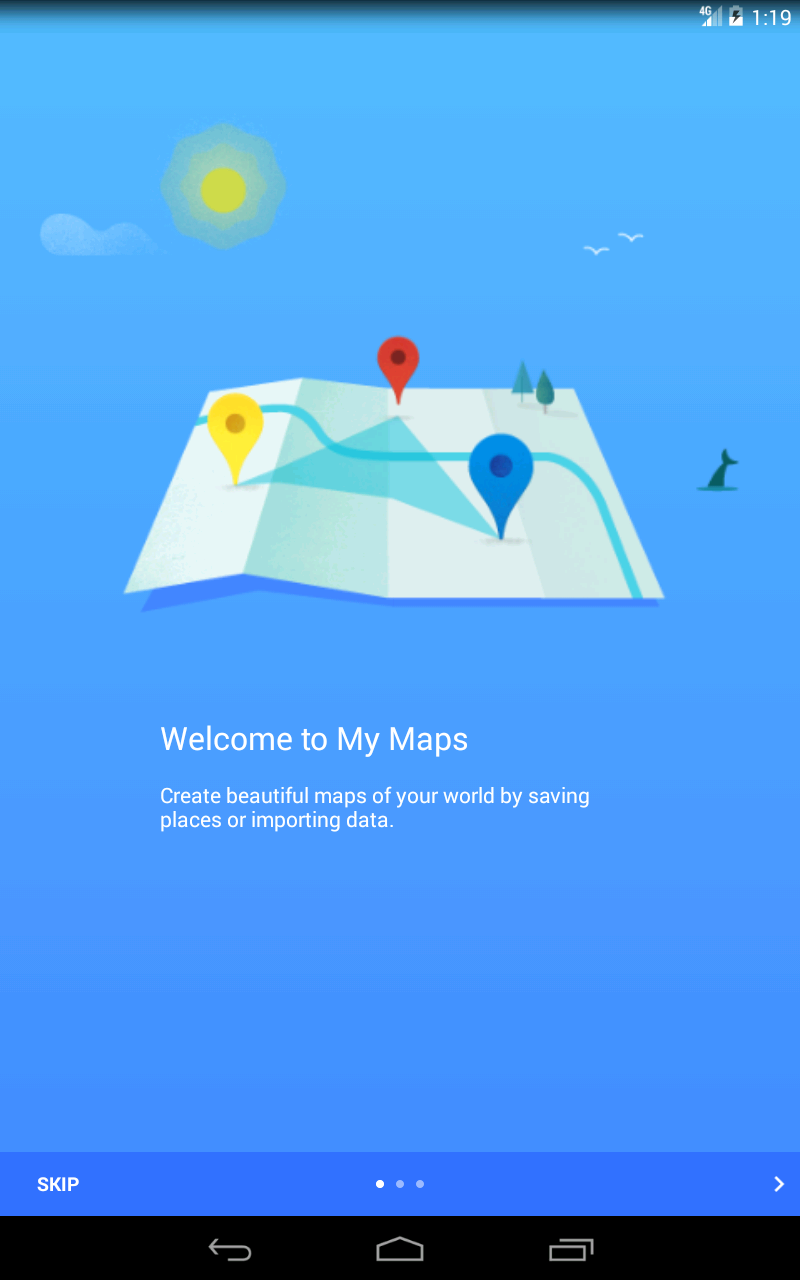 4G 1:19
Welcome to My Maps
Create beautiful maps of your world by saving
places or importing data.
SKIP